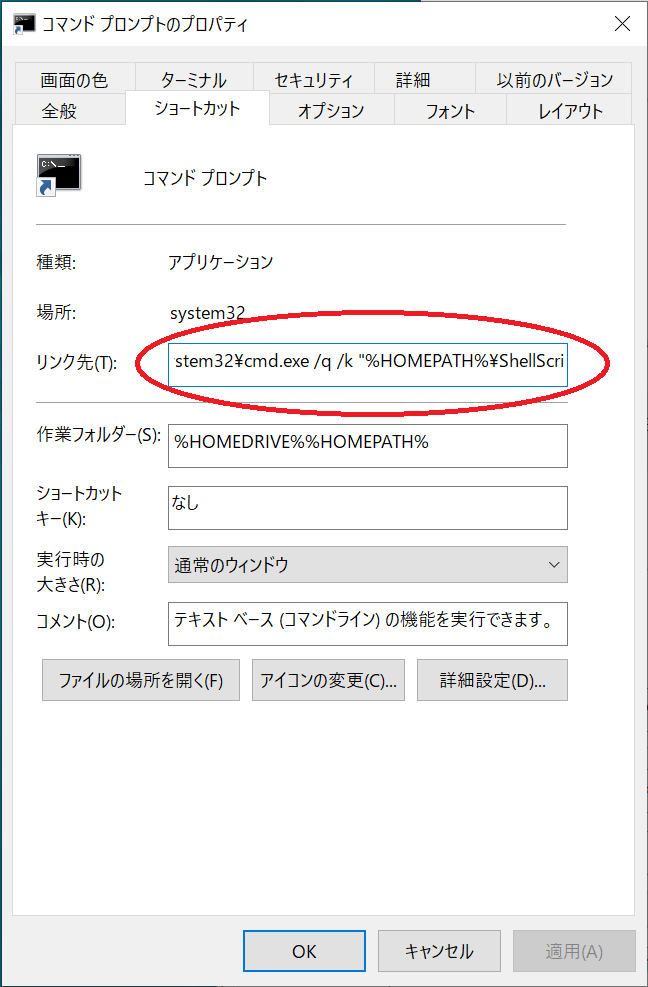 コマンド プロンプトのプロパティ
画面の色 ターミナル セキュリティ 詳細 以前のバージョン
全般 ショートカット オプション フォント レイアウト
コマンド プロンプト
種類: アプリケーション
場所: system32
リンク先(T): stem32¥cmd.exe /q /k "%HOMEPATH%¥ShellScri
作業フォルダー(S): %HOMEDRIVE%%HOMEPATH%
ショートカット
キー(K): なし
実行時の
大きさ(R): 通常のウィンドウ
コメント(O): テキスト ベース (コマンドライン) の機能を実行できます。
ファイルの場所を開く(F) アイコンの変更(C)... 詳細設定(D)...
OK キャンセル 適用(A)